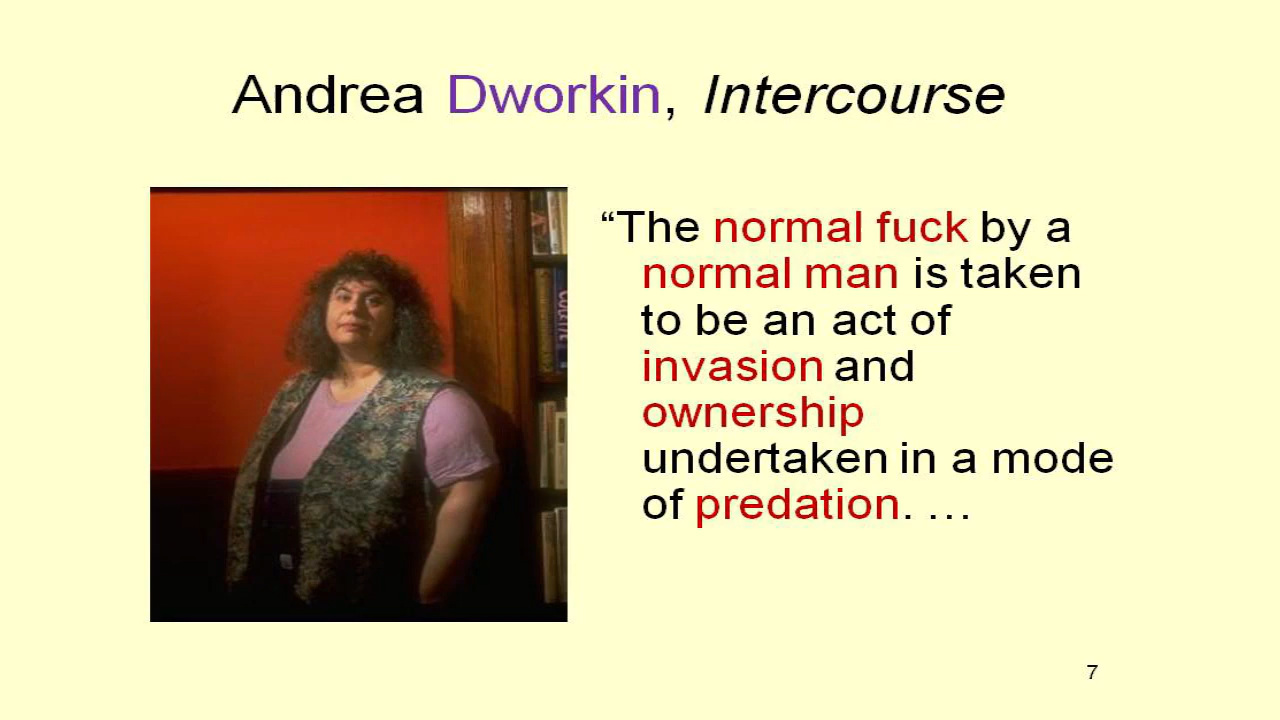 Andrea Dworkin, Intercourse
“The normal fuck by a
normal man is taken
to be an act of
invasion and
ownership
undertaken in a mode
of predation. …
7